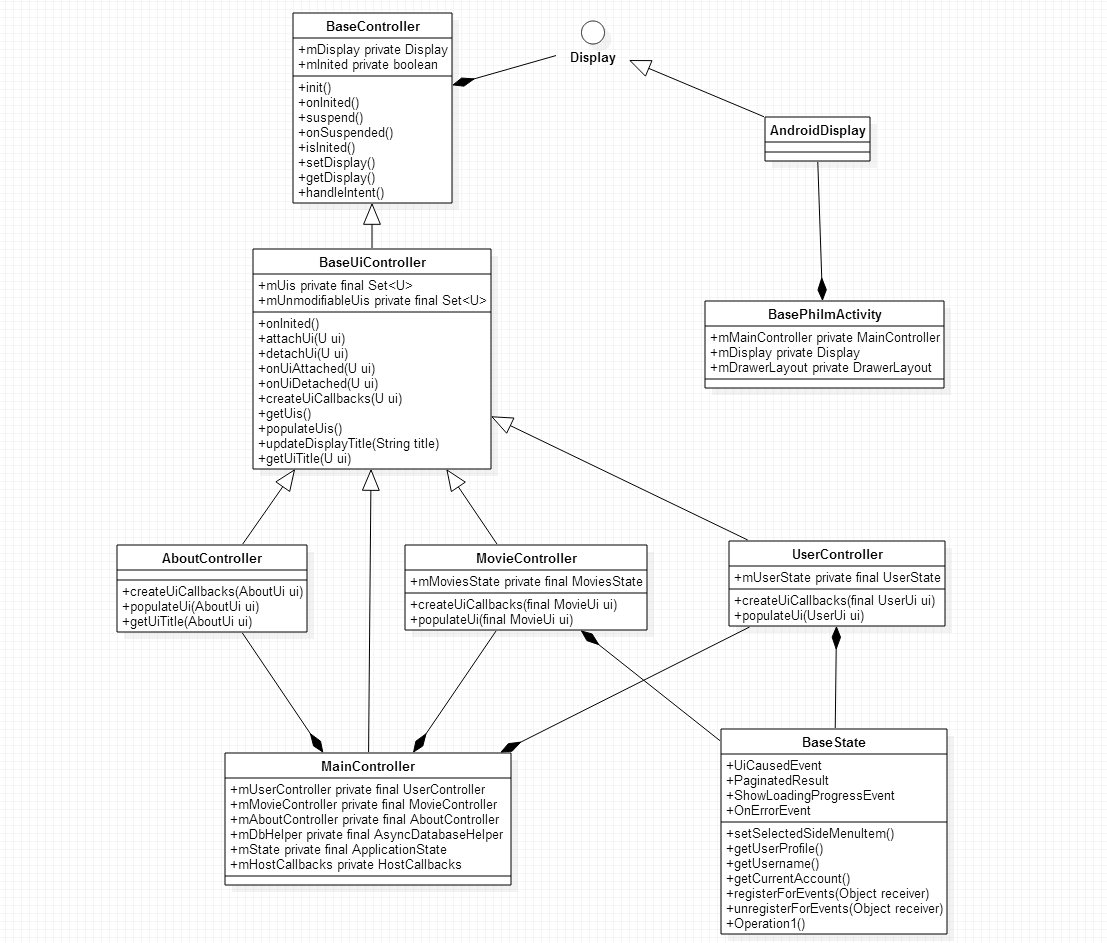 BaseController
+mDisplay private Display
+mInited private boolean
+init()
+onInited()
+suspend()
+onSuspended()
+isInited()
+setDisplay()
+getDisplay()
+handleIntent()
Display
AndroidDisplay
BaseUiController
+mUis private final Set<U>
+mUnmodifiableUis private final Set<U>
+onInited()
+attachUi(U ui)
+detachUi(U ui)
+onUiAttached(U ui)
+onUiDetached(U ui)
+createUiCallbacks(U ui)
+getUis()
+populateUis()
+updateDisplayTitle(String title)
+getUiTitle(U ui)
BasePhilmActivity
+mMainController private MainController
+mDisplay private Display
+mDrawerLayout private DrawerLayout
AboutController
+createUiCallbacks(AboutUi ui)
+populateUi(AboutUi ui)
+getUiTitle(AboutUi ui)
MovieController
+mMoviesState private final MoviesState
+createUiCallbacks(final MovieUi ui)
+populateUi(final MovieUi ui)
UserController
+mUserState private final UserState
+createUiCallbacks(final UserUi ui)
+populateUi(UserUi ui)
MainController
+mUserController private final UserController
+mMovieController private final MovieController
+mAboutController private final AboutController
+mDbHelper private final AsyncDatabaseHelper
+mState private final ApplicationState
+mHostCallbacks private HostCallbacks
BaseState
+UiCausedEvent
+PaginatedResult
+ShowLoadingProgressEvent
+OnErrorEvent
+setSelectedSideMenuItem()
+getUserProfile()
+getUsername()
+getCurrentAccount()
+registerForEvents(Object receiver)
+unregisterForEvents(Object receiver)
+Operation1()